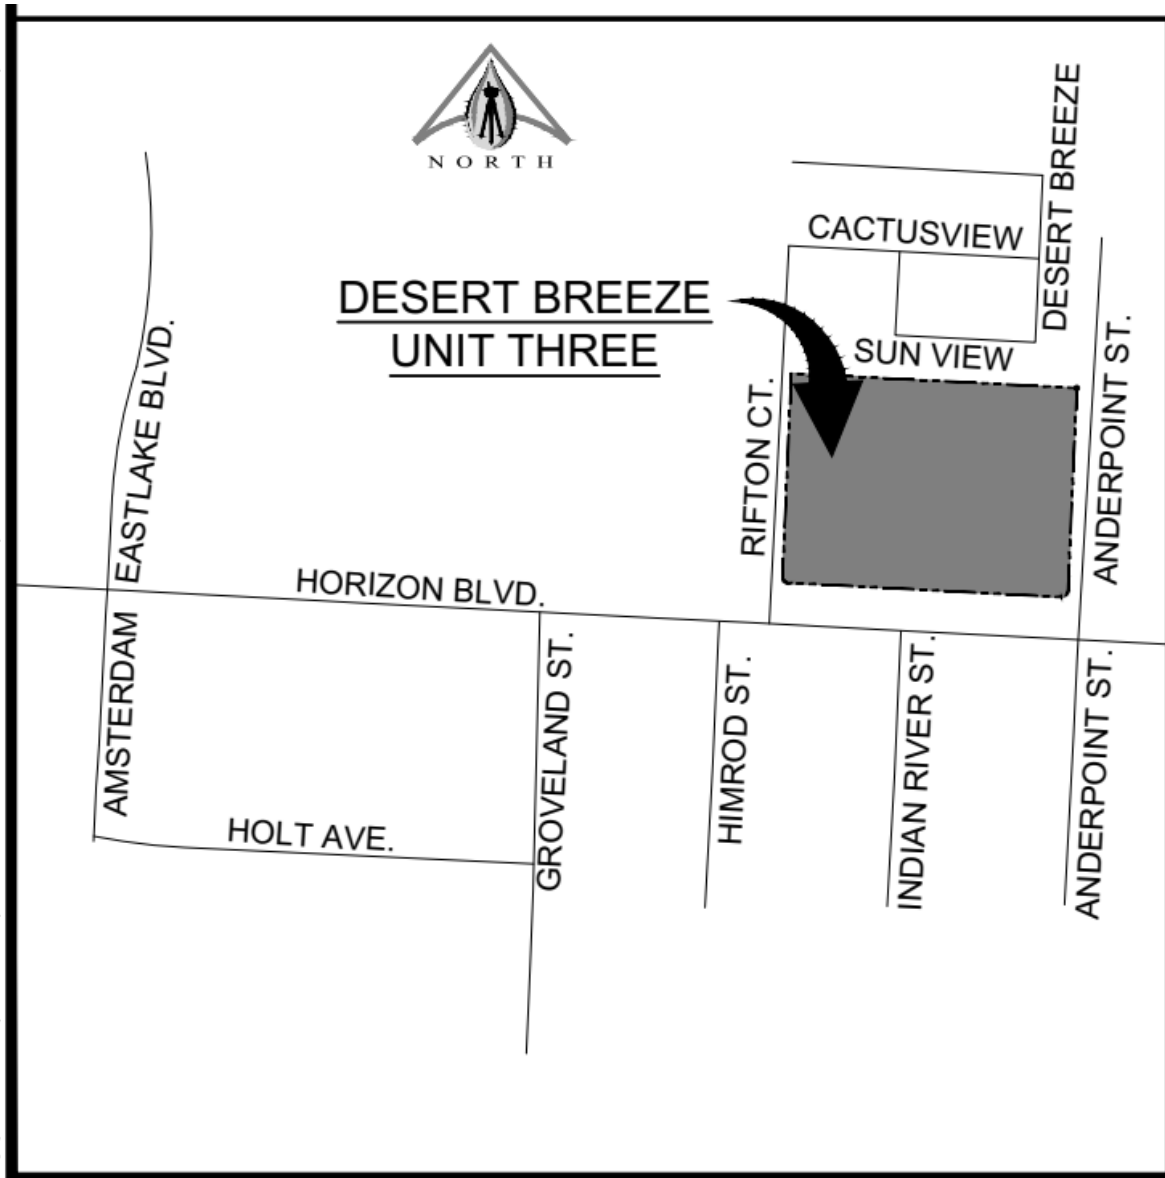 NORTH
DESERT BREEZE
CACTUSVIEW
DESERT BREEZE
UNIT THREE
SUN VIEW
EASTLAKE BLVD.
RIFTON CT.
ANDERPOINT ST.
HORIZON BLVD.
AMSTERDAM
GROVELAND ST.
HIMROD ST.
INDIAN RIVER ST.
ANDERPOINT ST.
HOLT AVE.